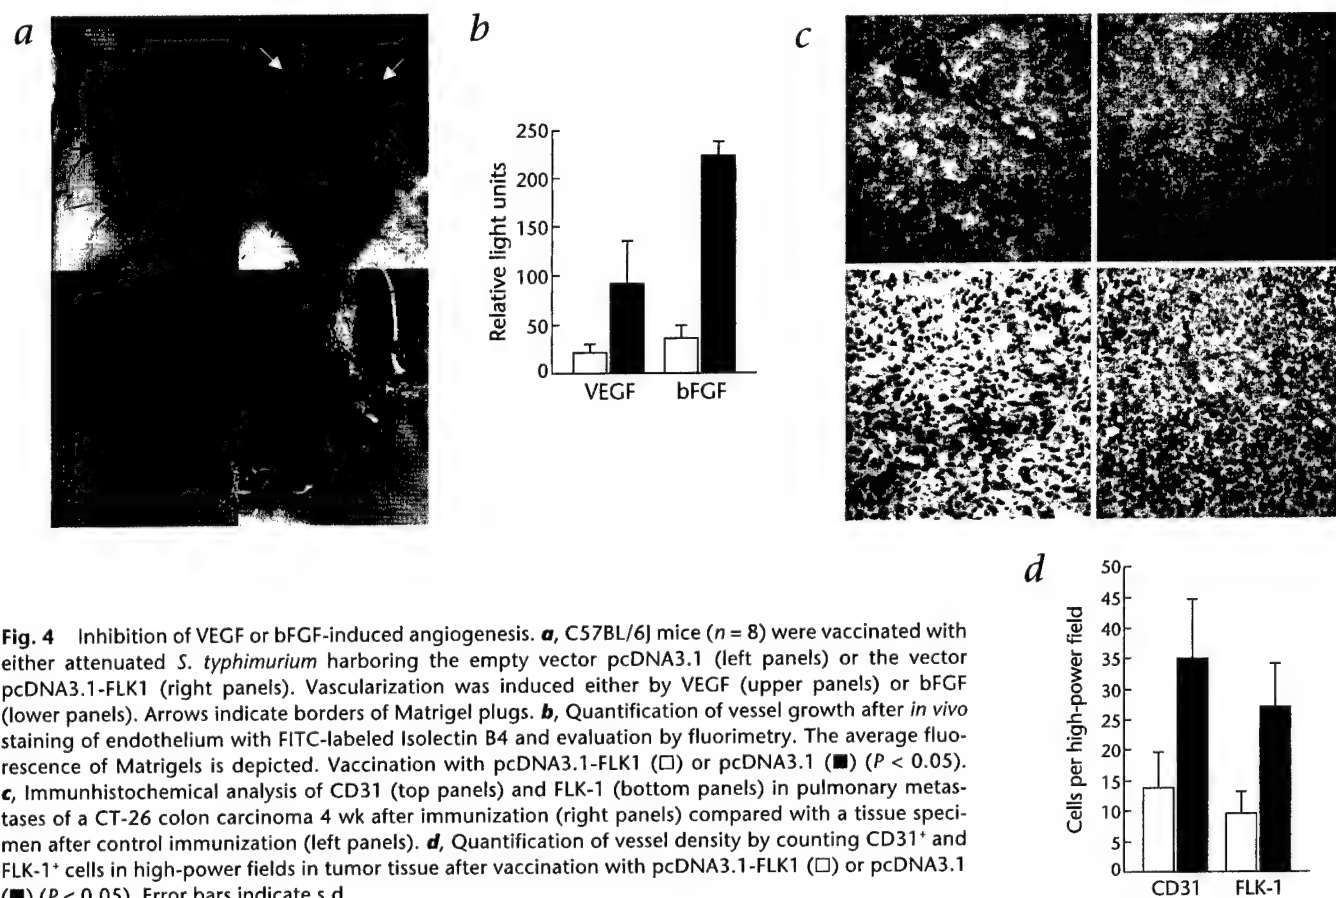 a
b
c
250
200
150
100
50
0
Relative light units
VEGF bFGF
d
50
45
40
35
30
25
20
15
10
5
0
Cells per high-power field
CD31 FLK-1
Fig. 4 Inhibition of VEGF or bFGF-induced angiogenesis. a, C57BL/6J mice (n = 8) were vaccinated with
either attenuated S. typhimurium harboring the empty vector pcDNA3.1 (left panels) or the vector
pcDNA3.1-FLK1 (right panels). Vascularization was induced either by VEGF (upper panels) or bFGF
(lower panels). Arrows indicate borders of Matrigel plugs. b, Quantification of vessel growth after in vivo
staining of endothelium with FITC-labeled Isolectin B4 and evaluation by fluorimetry. The average fluo-
rescence of Matrigels is depicted. Vaccination with pcDNA3.1-FLK1 (□) or pcDNA3.1 (■) (P < 0.05).
c, Immunhistochemical analysis of CD31 (top panels) and FLK-1 (bottom panels) in pulmonary metas-
tases of a CT-26 colon carcinoma 4 wk after immunization (right panels) compared with a tissue speci-
men after control immunization (left panels). d, Quantification of vessel density by counting CD31⁺ and
FLK-1⁺ cells in high-power fields in tumor tissue after vaccination with pcDNA3.1-FLK1 (□) or pcDNA3.1
(■) (P < 0.05). Error bars indicate s.d.